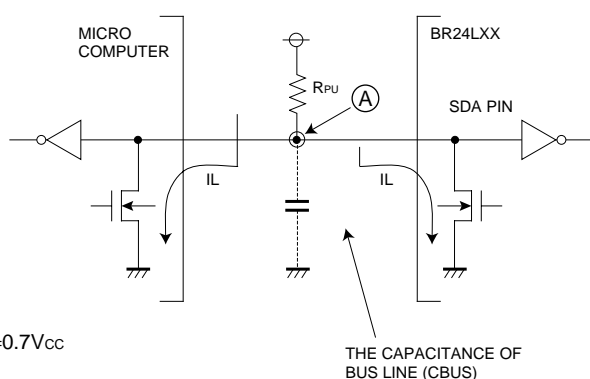 MICRO
COMPUTER
BR24LXX
RPU
A
SDA PIN
IL
IL
=0.7VCC
THE CAPACITANCE OF
BUS LINE (CBUS)